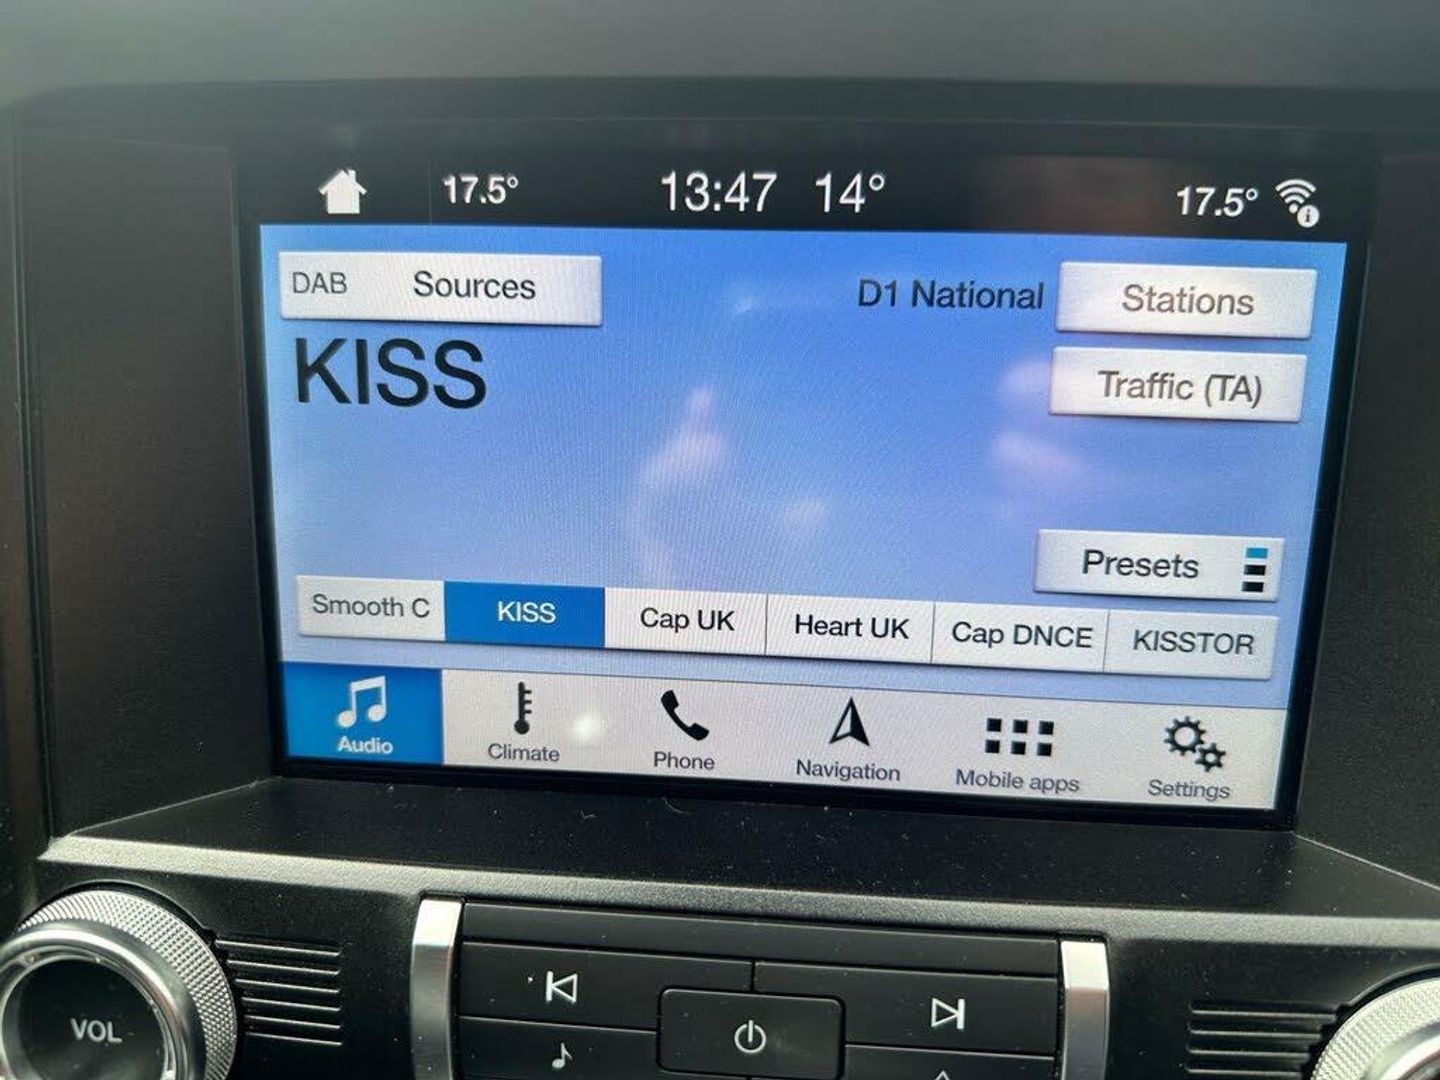 17.5° 13:47 14° 17.5°
DAB Sources D1 National Stations
KISS
Traffic (TA)
Presets
Smooth C KISS Cap UK Heart UK Cap DNCE KISSTOR
Audio Climate Phone Navigation Mobile apps Settings
VOL